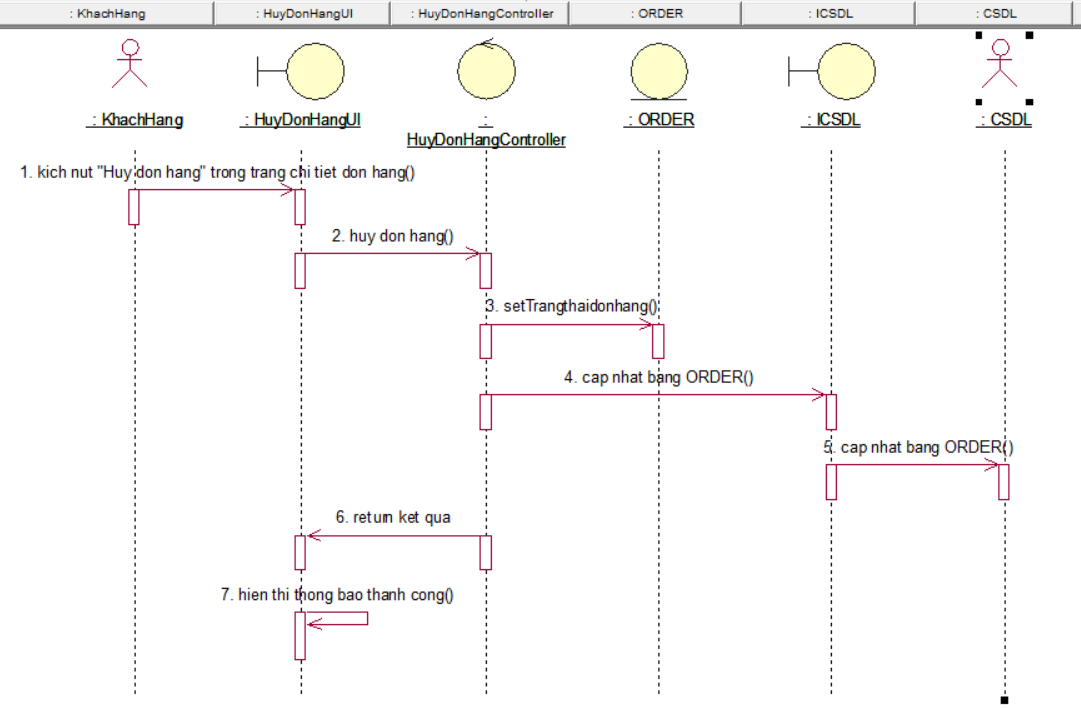 : KhachHang
: HuyDonHangUI
: HuyDonHangController
: ORDER
: ICSDL
: CSDL
: KhachHang
: HuyDonHangUI
:
HuyDonHangController
: ORDER
: ICSDL
: CSDL
1. kich nut "Huy don hang" trong trang chi tiet don hang()
2. huy don hang()
3. setTrangthaidonhang()
4. cap nhat bang ORDER()
5. cap nhat bang ORDER()
6. return ket qua
7. hien thi thong bao thanh cong()